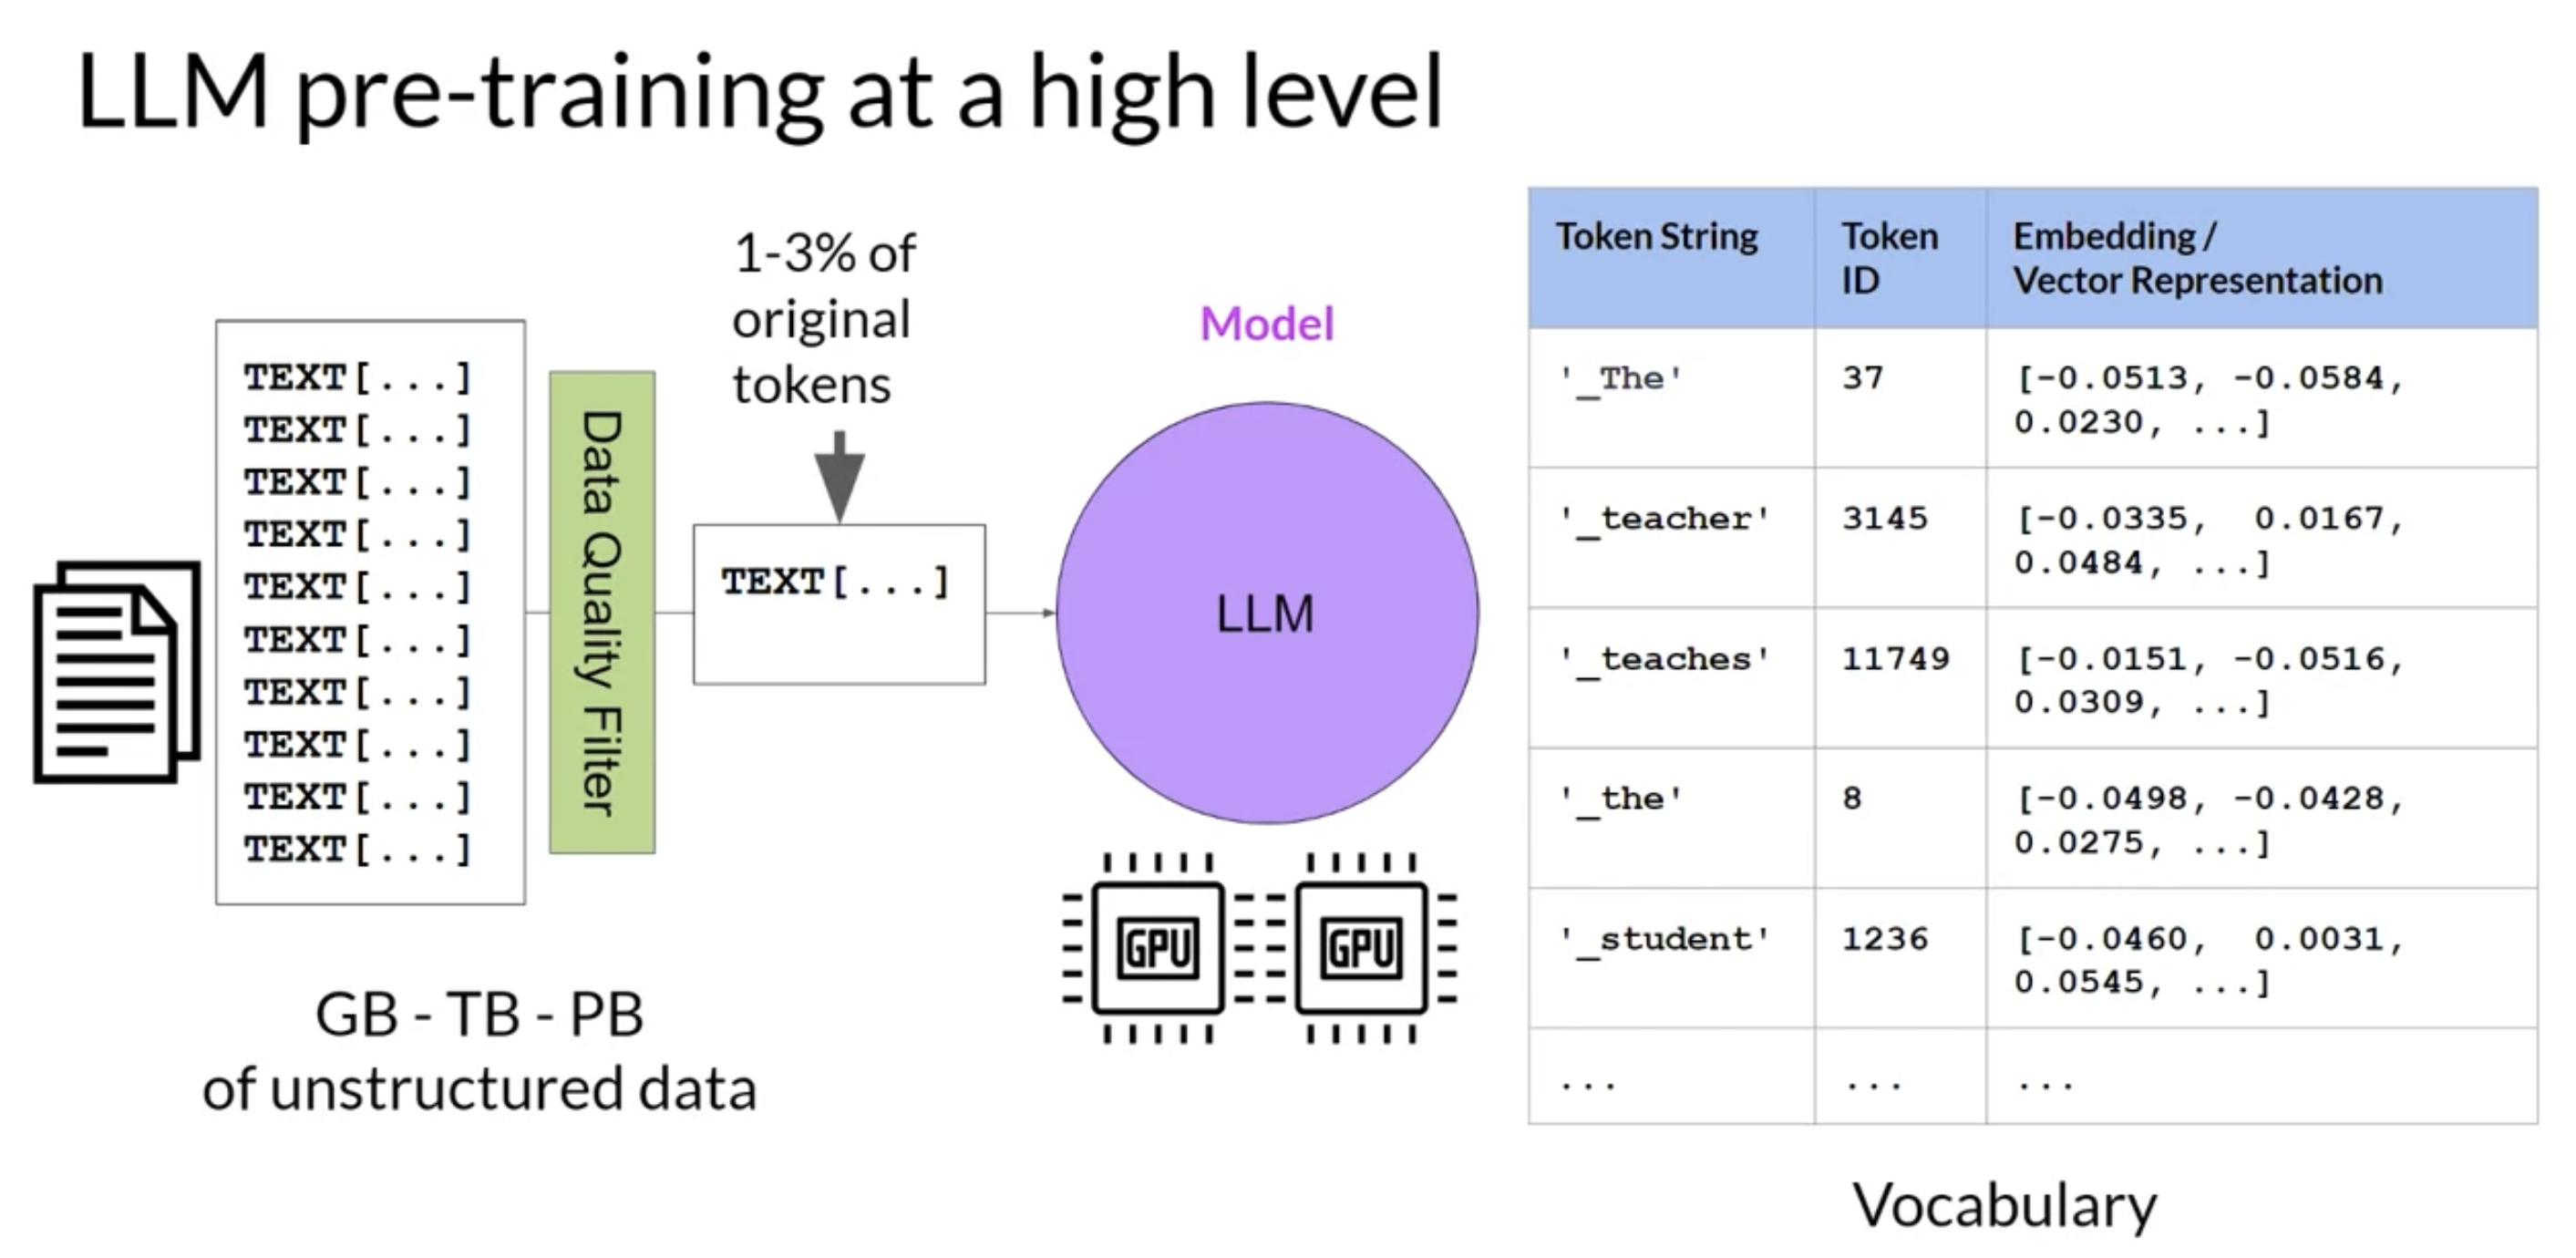 LLM pre-training at a high level
1-3% of
original
tokens
TEXT[...]
TEXT[...]
TEXT[...]
TEXT[...]
TEXT[...]
TEXT[...]
TEXT[...]
TEXT[...]
TEXT[...]
TEXT[...]
Data Quality Filter
TEXT[...]
Model
LLM
GPU GPU
GB - TB - PB
of unstructured data
Token String Token ID Embedding / Vector Representation
'_The' 37 [-0.0513, -0.0584,
0.0230, ...]
'_teacher' 3145 [-0.0335, 0.0167,
0.0484, ...]
'_teaches' 11749 [-0.0151, -0.0516,
0.0309, ...]
'_the' 8 [-0.0498, -0.0428,
0.0275, ...]
'_student' 1236 [-0.0460, 0.0031,
0.0545, ...]
... ... ...
Vocabulary